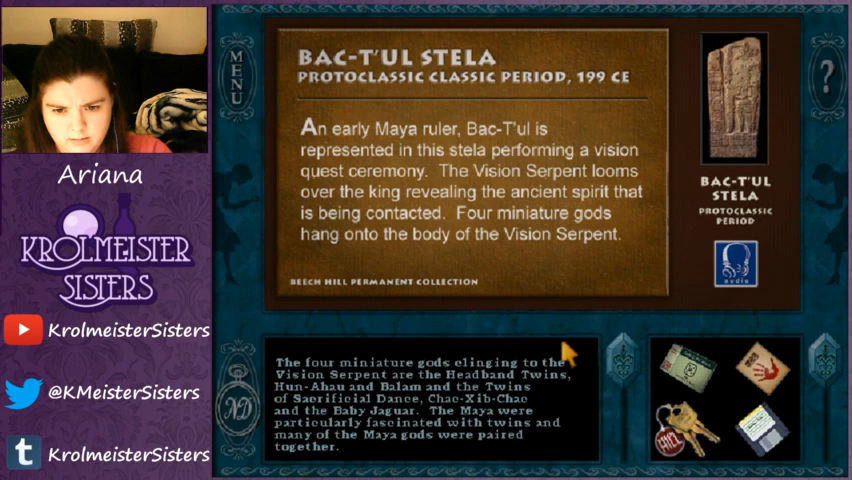 Ariana
KROLMEISTER
SISTERS
KrolmeisterSisters
@KMeisterSisters
KrolmeisterSisters
MENU
BAC-T'UL STELA
PROTOCLASSIC CLASSIC PERIOD, 199 CE
An early Maya ruler, Bac-T'ul is
represented in this stela performing a vision
quest ceremony. The Vision Serpent looms
over the king revealing the ancient spirit that
is being contacted. Four miniature gods
hang onto the body of the Vision Serpent.
BEECH HILL PERMANENT COLLECTION
?
BAC-T'UL
STELA
PROTOCLASSIC
PERIOD
3
audio
ND
The four miniature gods clinging to the
Vision Serpent are the Headband Twins,
Hun-Ahau and Balam and the Twins
of Sacrificial Dance, Chac-Xib-Chac
and the Baby Jaguar. The Maya were
particularly fascinated with twins and
many of the Maya gods were paired
together.